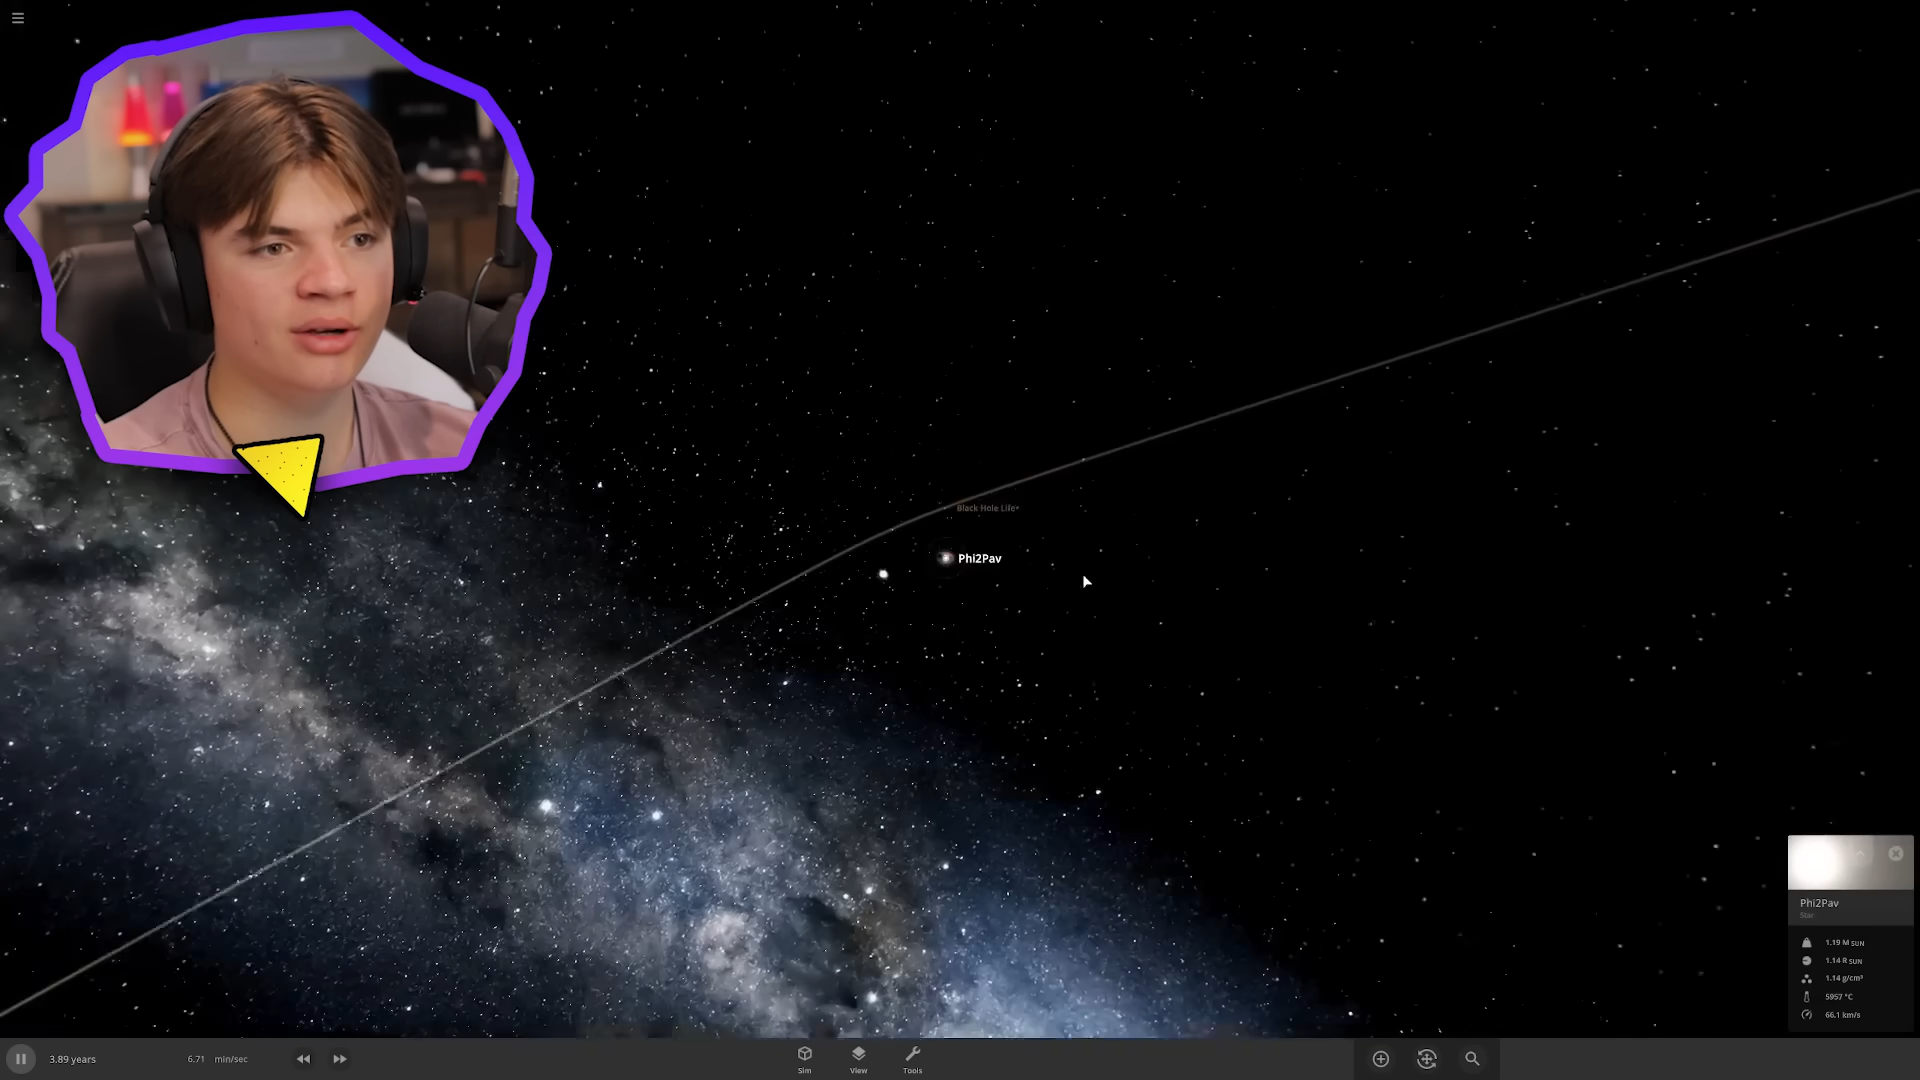 Black Hole Life*
Phi2Pav
Phi2Pav
Star
1.19 M SUN
1.14 R SUN
1.14 g/cm³
5957 °C
66.1 km/s
3.89 years
6.71 min/sec
Sim
View
Tools